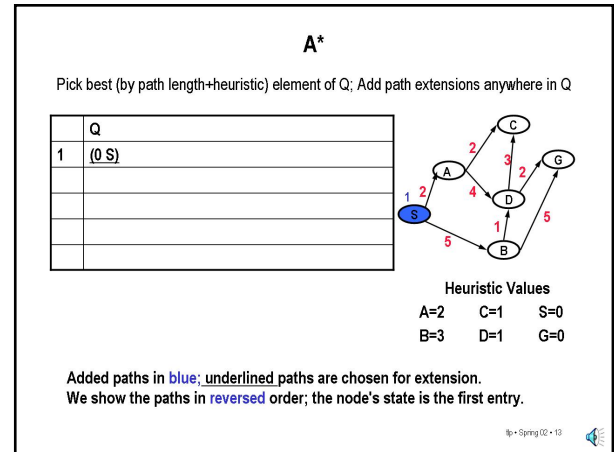 A*
Pick best (by path length+heuristic) element of Q; Add path extensions anywhere in Q
Q
1 (0 S)
C
2
3
G
A
2
1 2
4
D
S
1
5
5
B
Heuristic Values
A=2 C=1 S=0
B=3 D=1 G=0
Added paths in blue; underlined paths are chosen for extension.
We show the paths in reversed order; the node's state is the first entry.
tlp • Spring 02 • 13